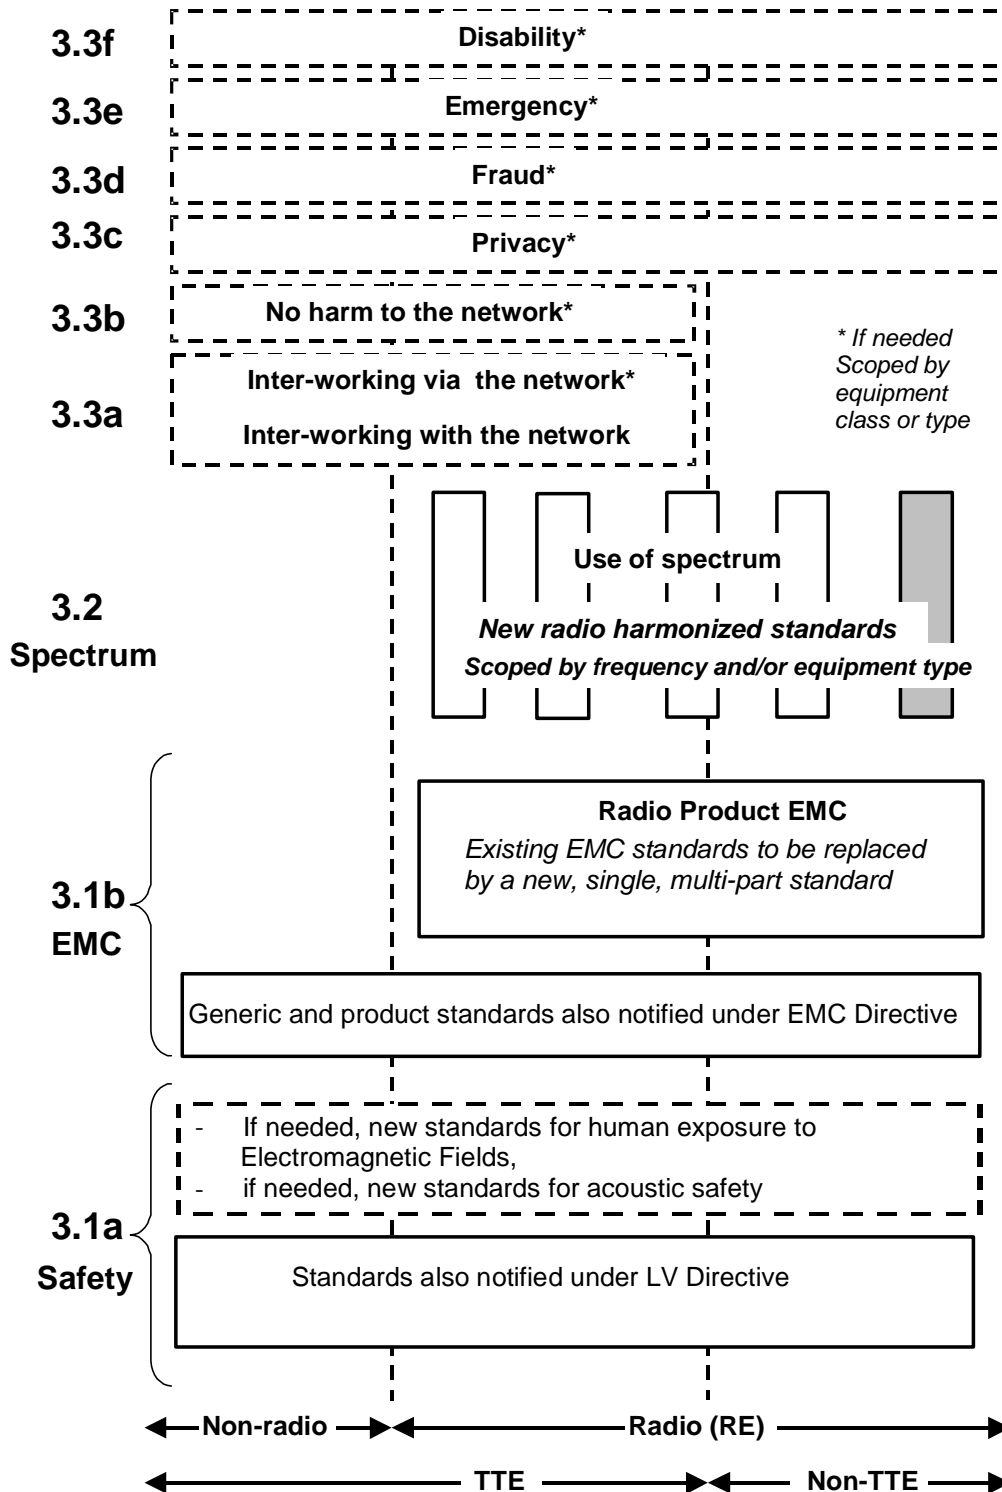 3.3f
Disability*
3.3e
Emergency*
3.3d
Fraud*
3.3c
Privacy*
3.3b
No harm to the network*
3.3a
Inter-working via the network*
Inter-working with the network
* If needed
Scoped by
equipment
class or type
3.2
Spectrum
Use of spectrum
New radio harmonized standards
Scoped by frequency and/or equipment type
3.1b
EMC
Radio Product EMC
Existing EMC standards to be replaced
by a new, single, multi-part standard
Generic and product standards also notified under EMC Directive
3.1a
Safety
- If needed, new standards for human exposure to
Electromagnetic Fields,
- if needed, new standards for acoustic safety
Standards also notified under LV Directive
Non-radio
Radio (RE)
TTE
Non-TTE